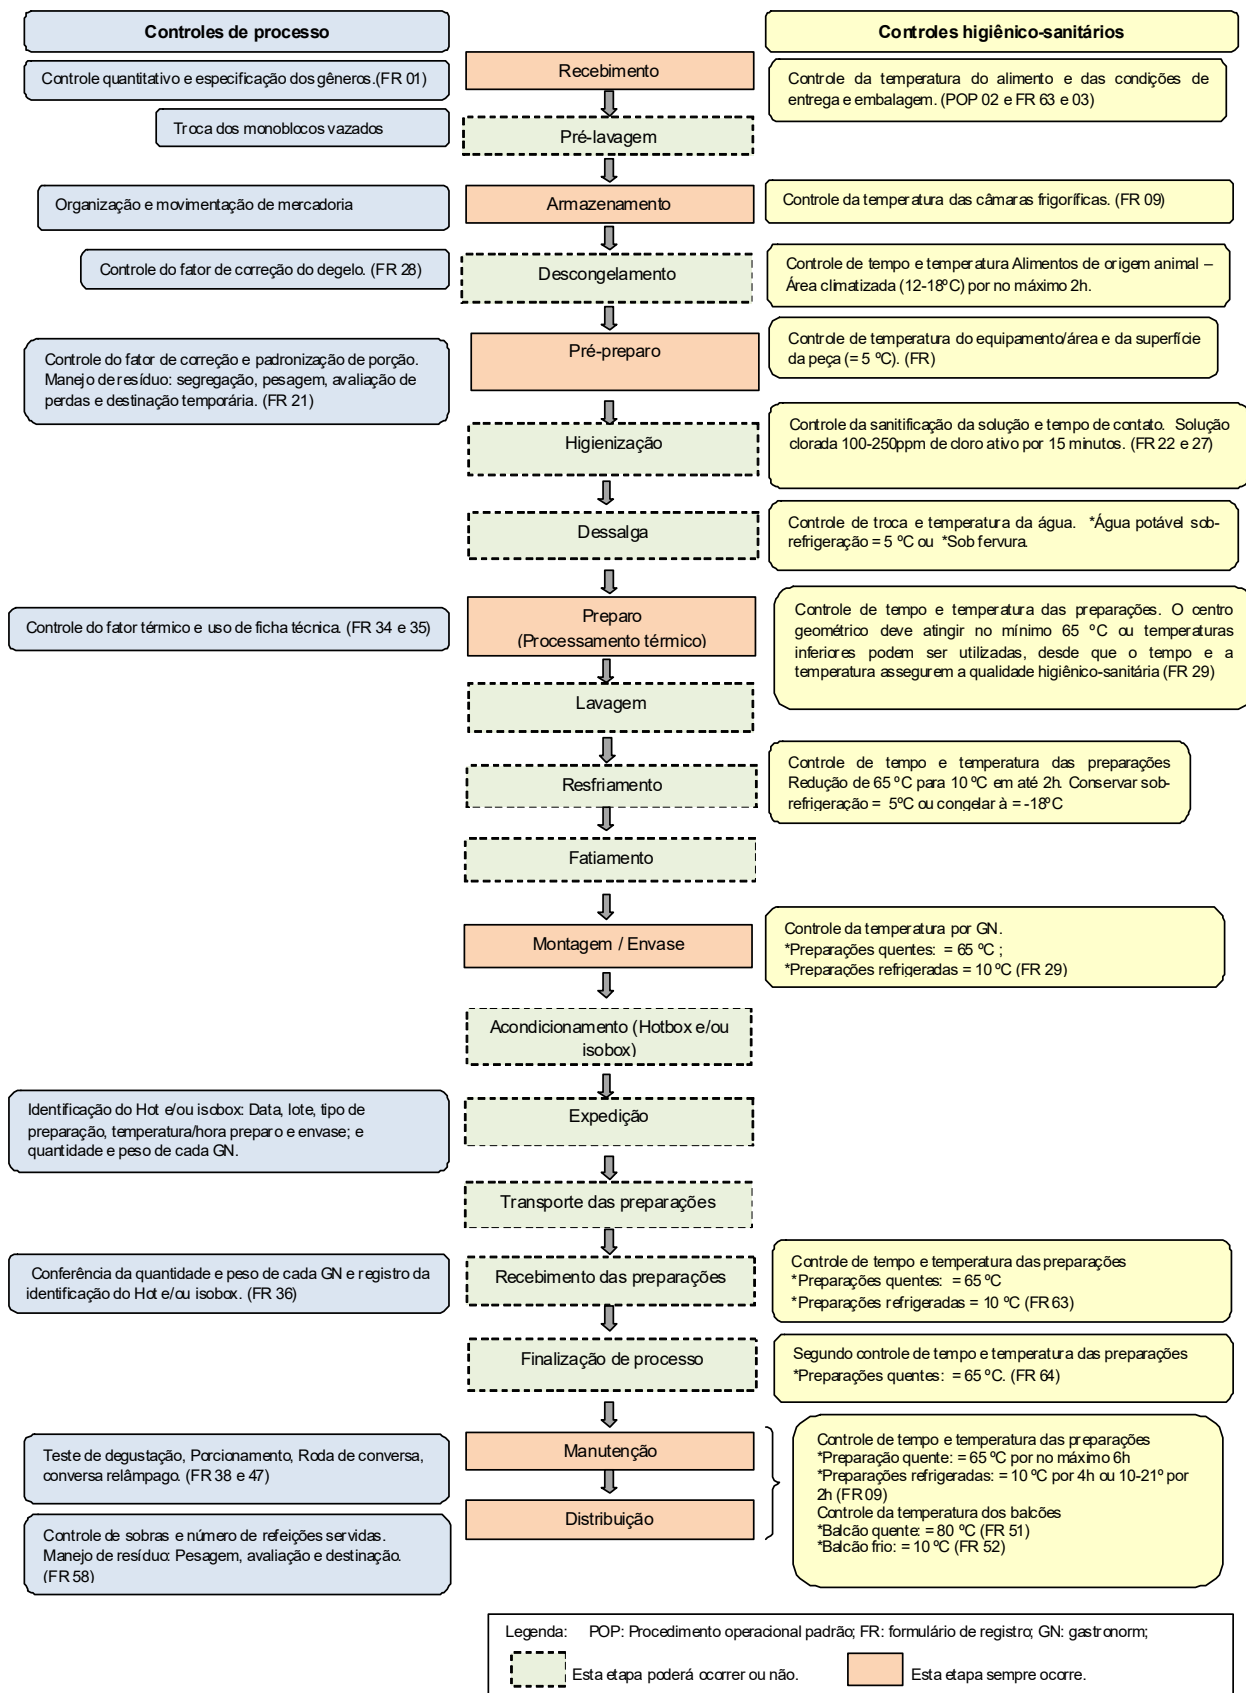 Controles de processo
Controles higiênico-sanitários
Controle quantitativo e especificação dos gêneros.(FR 01)
Recebimento
Controle da temperatura do alimento e das condições de
entrega e embalagem. (POP 02 e FR 63 e 03)
Troca dos monoblocos vazados
Pré-lavagem
Organização e movimentação de mercadoria
Armazenamento
Controle da temperatura das câmaras frigoríficas. (FR 09)
Controle do fator de correção do degelo. (FR 28)
Descongelamento
Controle de tempo e temperatura Alimentos de origem animal –
Área climatizada (12-18ºC) por no máximo 2h.
Controle do fator de correção e padronização de porção.
Manejo de resíduo: segregação, pesagem, avaliação de
perdas e destinação temporária. (FR 21)
Pré-preparo
Controle de temperatura do equipamento/área e da superfície
da peça (= 5 ºC). (FR)
Higienização
Controle da sanitificação da solução e tempo de contato. Solução
clorada 100-250ppm de cloro ativo por 15 minutos. (FR 22 e 27)
Dessalga
Controle de troca e temperatura da água. *Água potável sob-
refrigeração = 5 ºC ou *Sob fervura.
Controle do fator térmico e uso de ficha técnica. (FR 34 e 35)
Preparo
(Processamento térmico)
Controle de tempo e temperatura das preparações. O centro
geométrico deve atingir no mínimo 65 ºC ou temperaturas
inferiores podem ser utilizadas, desde que o tempo e a
temperatura assegurem a qualidade higiênico-sanitária (FR 29)
Lavagem
Resfriamento
Controle de tempo e temperatura das preparações
Redução de 65 ºC para 10 ºC em até 2h. Conservar sob-
refrigeração = 5ºC ou congelar à = -18ºC
Fatiamento
Montagem / Envase
Controle da temperatura por GN.
*Preparações quentes: = 65 ºC ;
*Preparações refrigeradas = 10 ºC (FR 29)
Acondicionamento (Hotbox e/ou
isobox)
Identificação do Hot e/ou isobox: Data, lote, tipo de
preparação, temperatura/hora preparo e envase; e
quantidade e peso de cada GN.
Expedição
Transporte das preparações
Conferência da quantidade e peso de cada GN e registro da
identificação do Hot e/ou isobox. (FR 36)
Recebimento das preparações
Controle de tempo e temperatura das preparações
*Preparações quentes: = 65 ºC
*Preparações refrigeradas = 10 ºC (FR 63)
Finalização de processo
Segundo controle de tempo e temperatura das preparações
*Preparações quentes: = 65 ºC. (FR 64)
Teste de degustação, Porcionamento, Roda de conversa,
conversa relâmpago. (FR 38 e 47)
Manutenção
Controle de tempo e temperatura das preparações
*Preparação quente: = 65 ºC por no máximo 6h
*Preparações refrigeradas: = 10 ºC por 4h ou 10-21º por
2h (FR 09)
Controle da temperatura dos balcões
*Balcão quente: = 80 ºC (FR 51)
*Balcão frio: = 10 ºC (FR 52)
Distribuição
Controle de sobras e número de refeições servidas.
Manejo de resíduo: Pesagem, avaliação e destinação.
(FR 58)
Legenda: POP: Procedimento operacional padrão; FR: formulário de registro; GN: gastronorm;
Esta etapa poderá ocorrer ou não.
Esta etapa sempre ocorre.